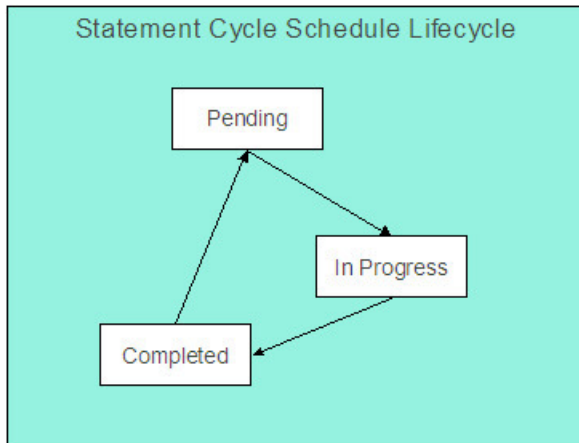 Statement Cycle Schedule Lifecycle
Pending
In Progress
Completed